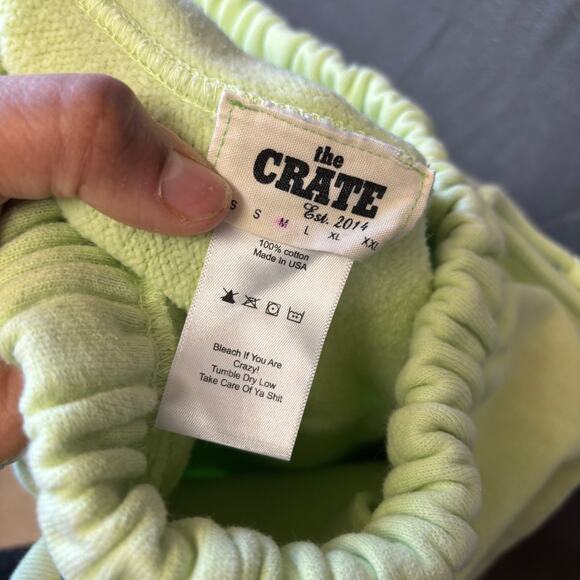 the
CRATE
Est. 2014
S S M L XL XXL
100% cotton
Made In USA
Bleach If You Are
Crazy!
Tumble Dry Low
Take Care Of Ya Shit